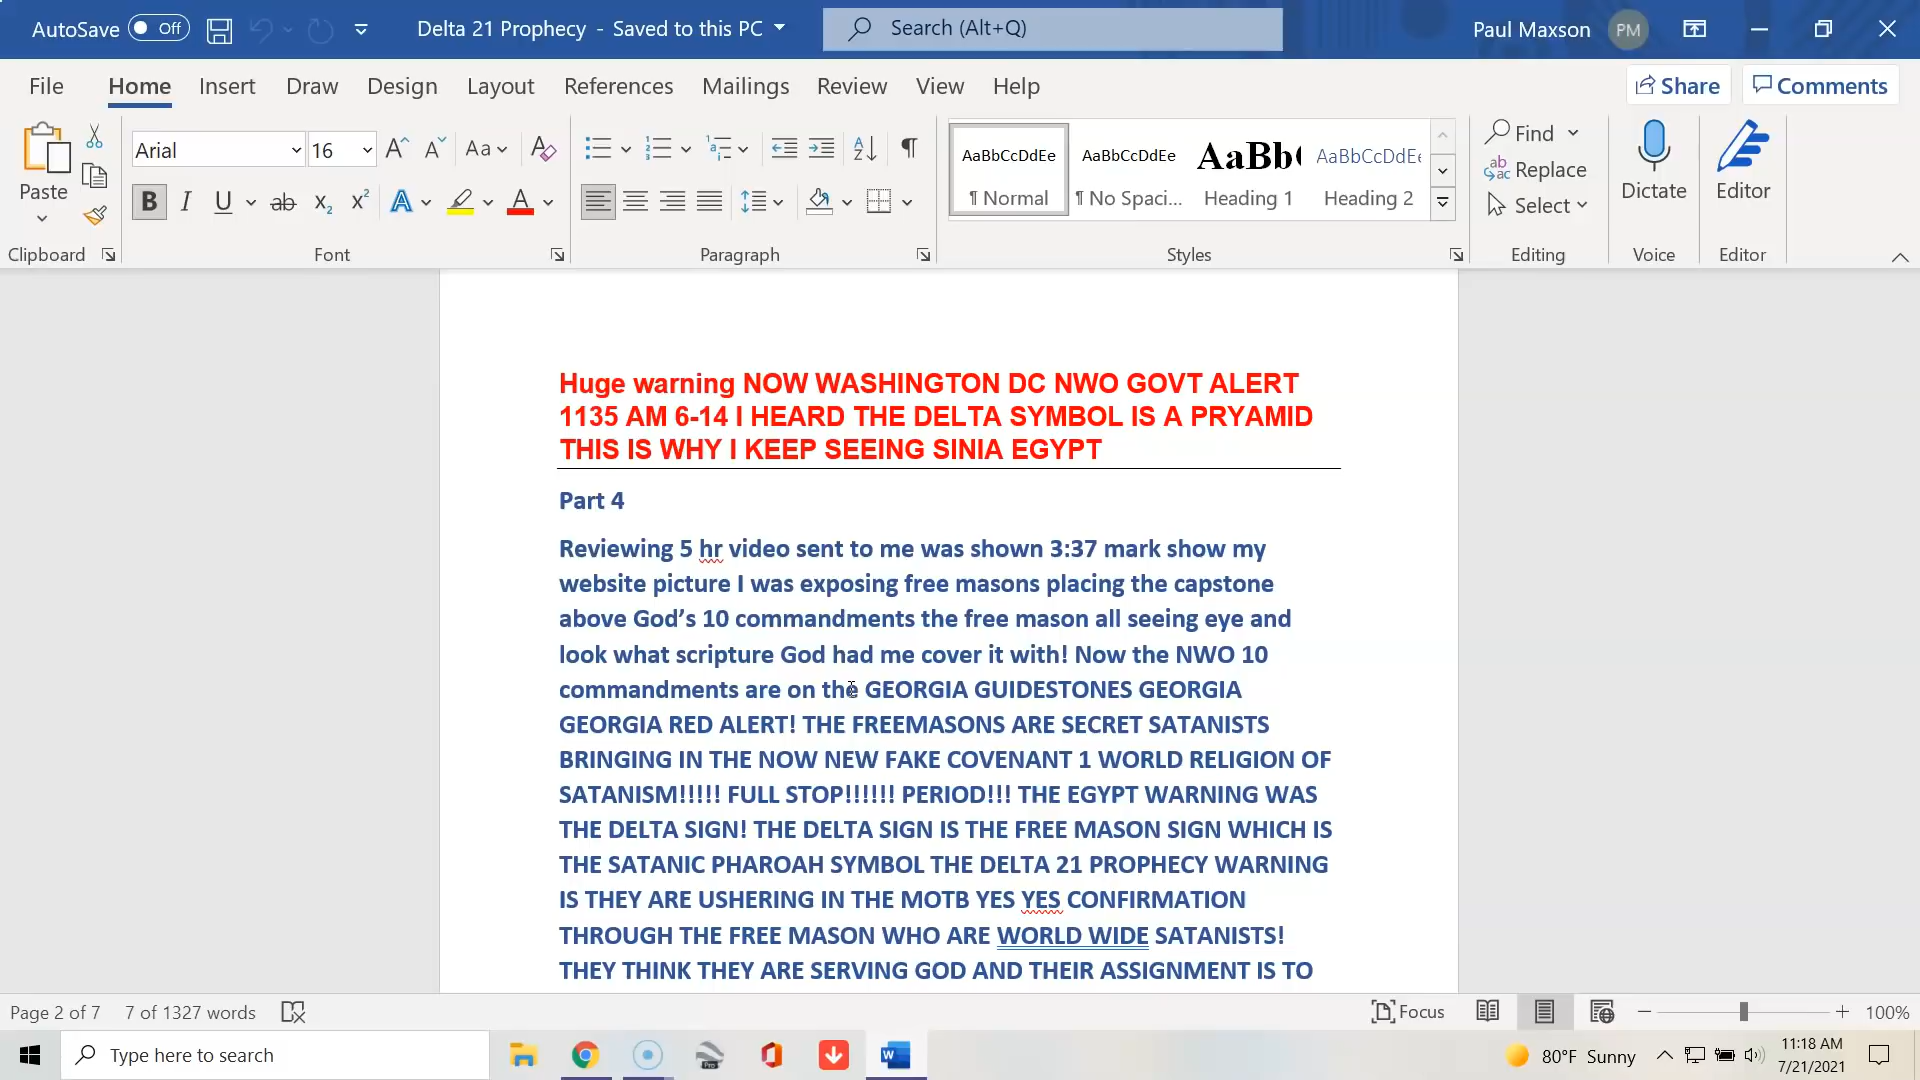 AutoSave Off Delta 21 Prophecy - Saved to this PC Search (Alt+Q) Paul Maxson PM
File Home Insert Draw Design Layout References Mailings Review View Help Share Comments
Paste Arial 16 A A Aa A
B I U ab x2 x2 A A
AaBbCcDdEe AaBbCcDdEe AaBb( AaBbCcDdEe
¶ Normal ¶ No Spaci... Heading 1 Heading 2
Find
Replace
Select
Dictate Editor
Clipboard Font Paragraph Styles Editing Voice Editor
Huge warning NOW WASHINGTON DC NWO GOVT ALERT
1135 AM 6-14 I HEARD THE DELTA SYMBOL IS A PRYAMID
THIS IS WHY I KEEP SEEING SINIA EGYPT
Part 4
Reviewing 5 hr video sent to me was shown 3:37 mark show my
website picture I was exposing free masons placing the capstone
above God’s 10 commandments the free mason all seeing eye and
look what scripture God had me cover it with! Now the NWO 10
commandments are on the GEORGIA GUIDESTONES GEORGIA
GEORGIA RED ALERT! THE FREEMASONS ARE SECRET SATANISTS
BRINGING IN THE NOW NEW FAKE COVENANT 1 WORLD RELIGION OF
SATANISM!!!!! FULL STOP!!!!!! PERIOD!!! THE EGYPT WARNING WAS
THE DELTA SIGN! THE DELTA SIGN IS THE FREE MASON SIGN WHICH IS
THE SATANIC PHAROAH SYMBOL THE DELTA 21 PROPHECY WARNING
IS THEY ARE USHERING IN THE MOTB YES YES CONFIRMATION
THROUGH THE FREE MASON WHO ARE WORLD WIDE SATANISTS!
THEY THINK THEY ARE SERVING GOD AND THEIR ASSIGNMENT IS TO
Page 2 of 7 7 of 1327 words Focus 100%
Type here to search 80°F Sunny 11:18 AM
7/21/2021